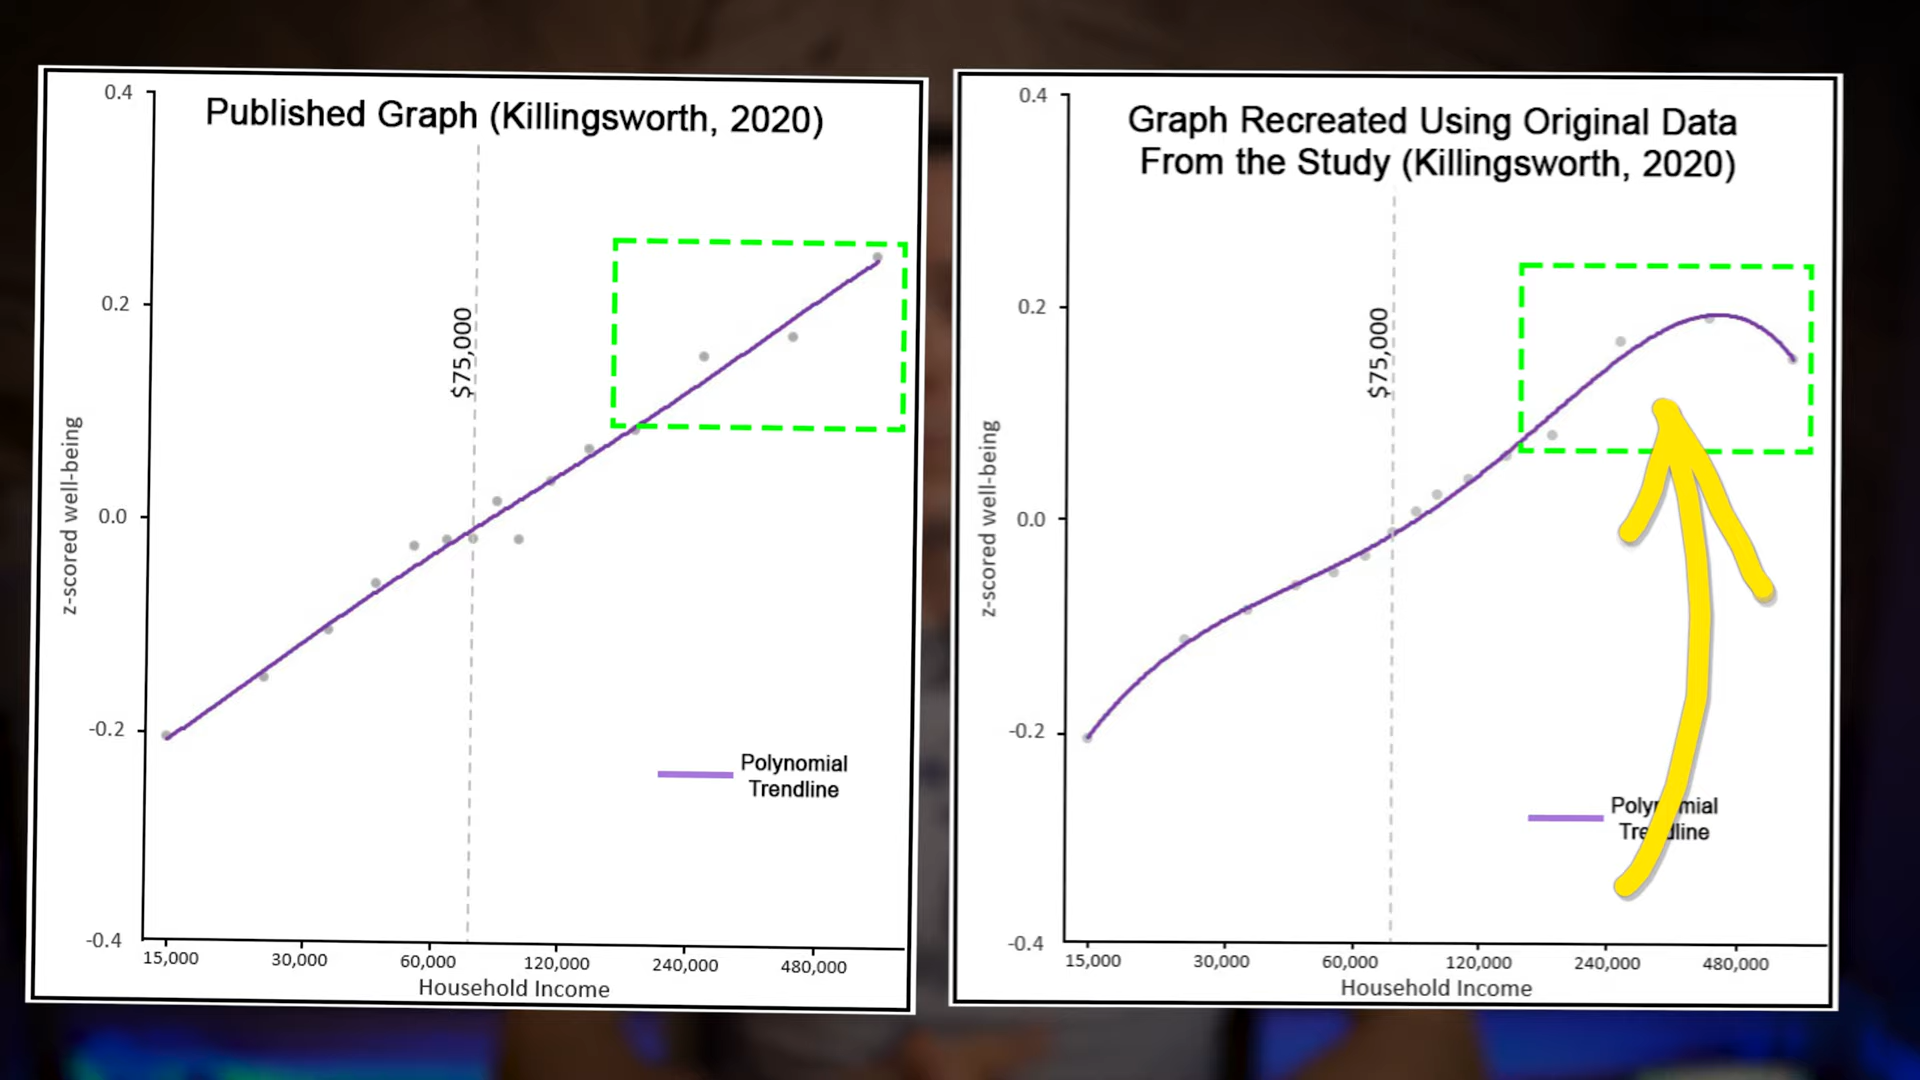 Published Graph (Killingsworth, 2020)
0.4
0.2
0.0
-0.2
-0.4
z-scored well-being
$75,000
Polynomial
Trendline
15,000
30,000
60,000
120,000
240,000
480,000
Household Income
Graph Recreated Using Original Data
From the Study (Killingsworth, 2020)
0.4
0.2
0.0
-0.2
-0.4
z-scored well-being
$75,000
Polynomial
Trendline
15,000
30,000
60,000
120,000
240,000
480,000
Household Income